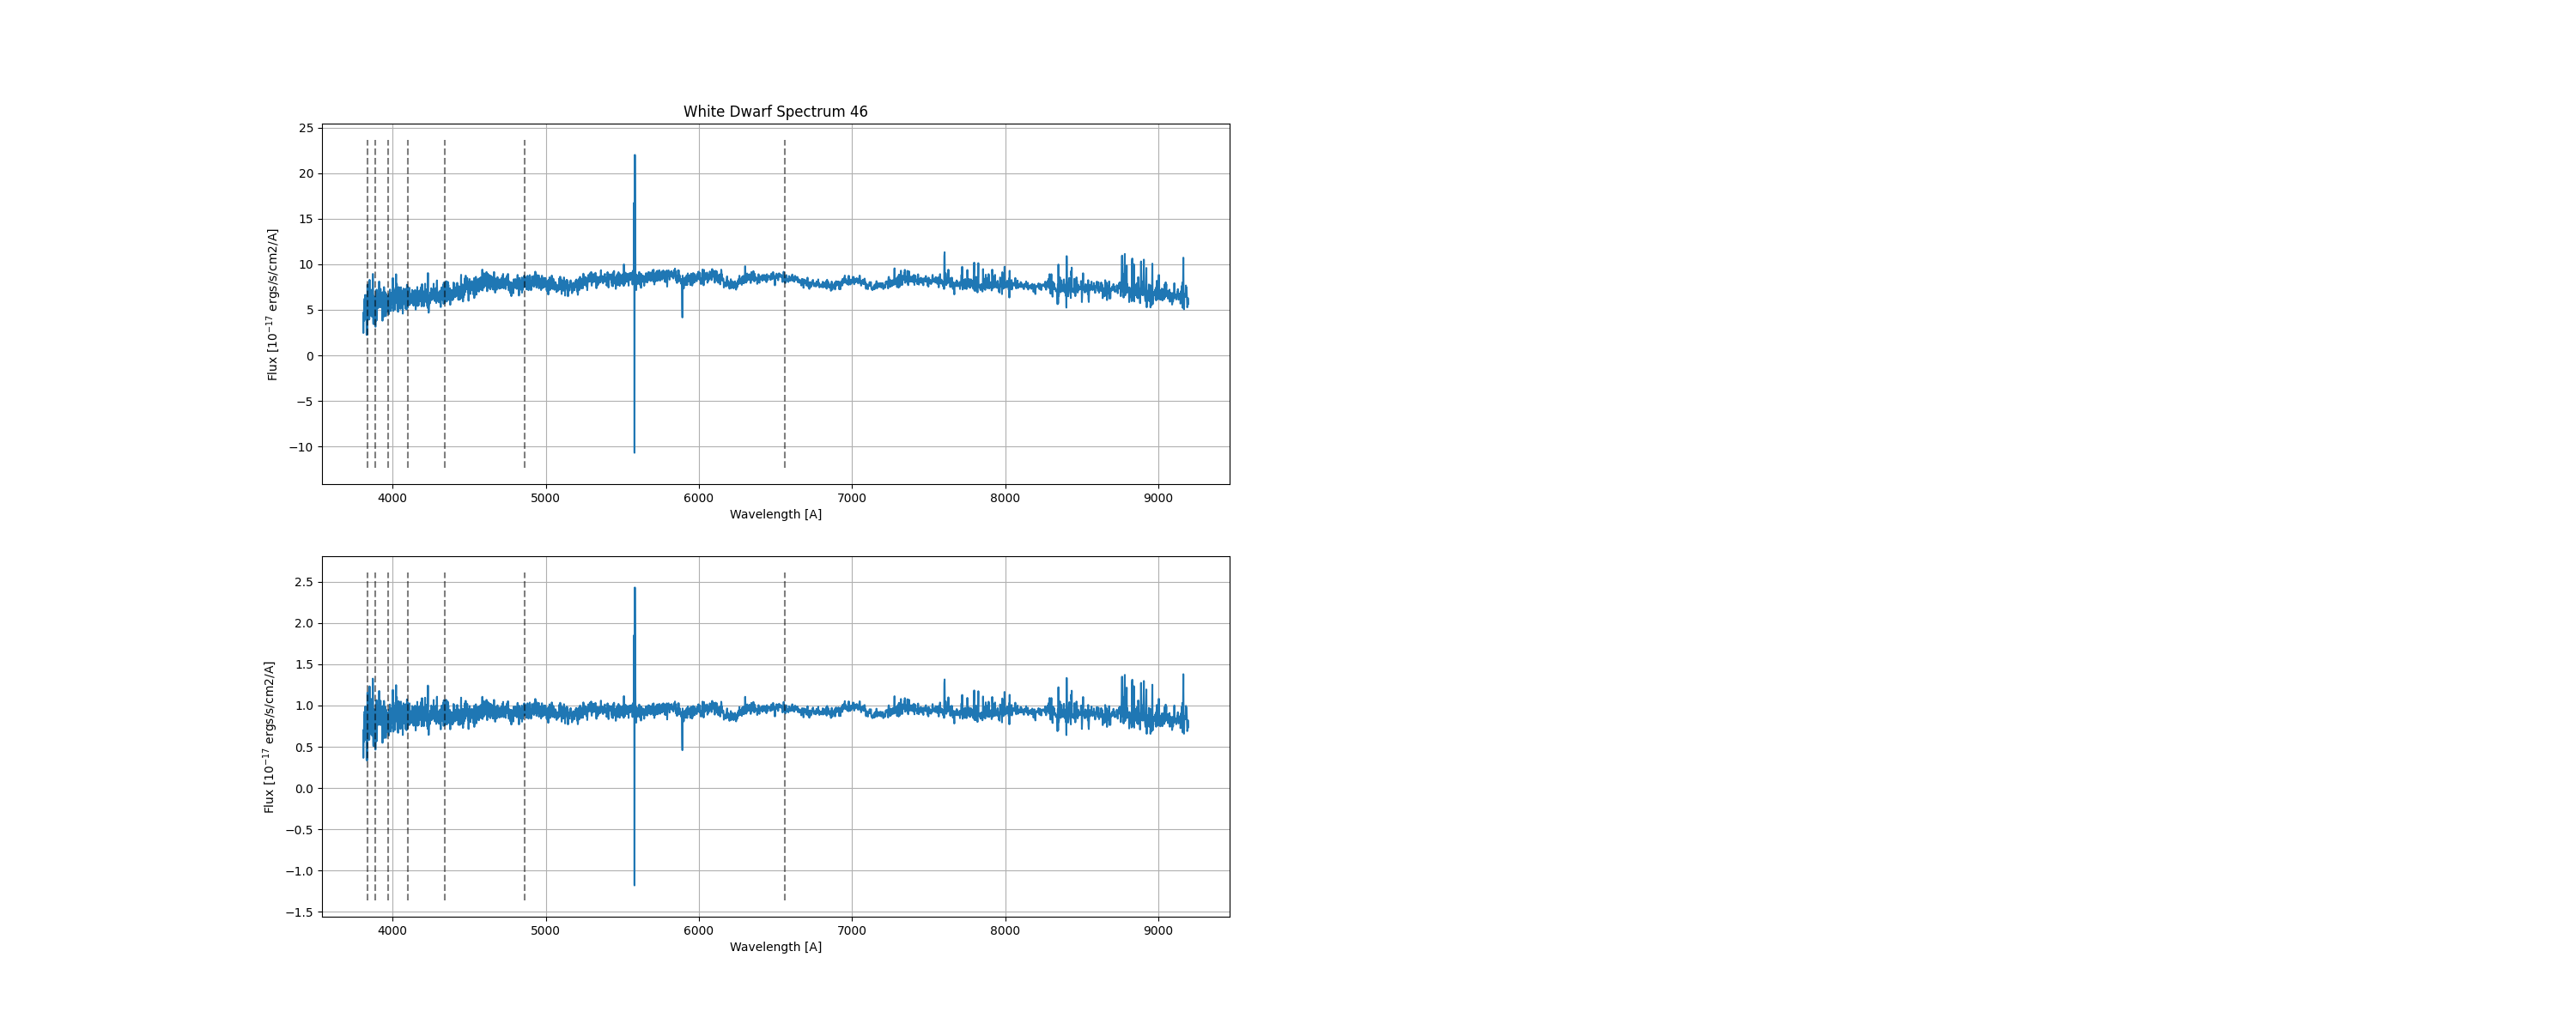 White Dwarf Spectrum 46
25
20
15
10
5
0
−5
−10
Flux [10⁻¹⁷ ergs/s/cm2/A]
4000 5000 6000 7000 8000 9000
Wavelength [A]
2.5
2.0
1.5
1.0
0.5
0.0
−0.5
−1.0
−1.5
Flux [10⁻¹⁷ ergs/s/cm2/A]
4000 5000 6000 7000 8000 9000
Wavelength [A]